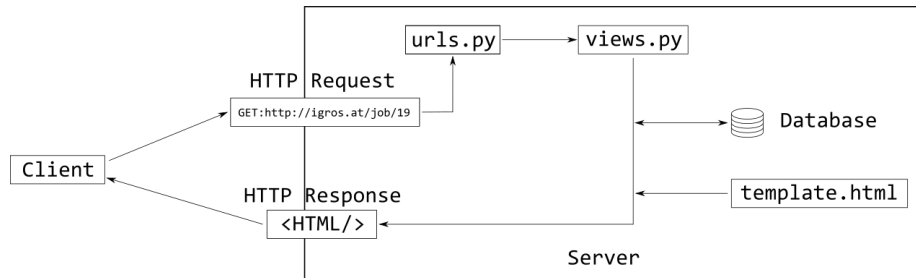 urls.py
views.py
HTTP Request
GET:http://igros.at/job/19
Database
Client
HTTP Response
template.html
<HTML/>
Server